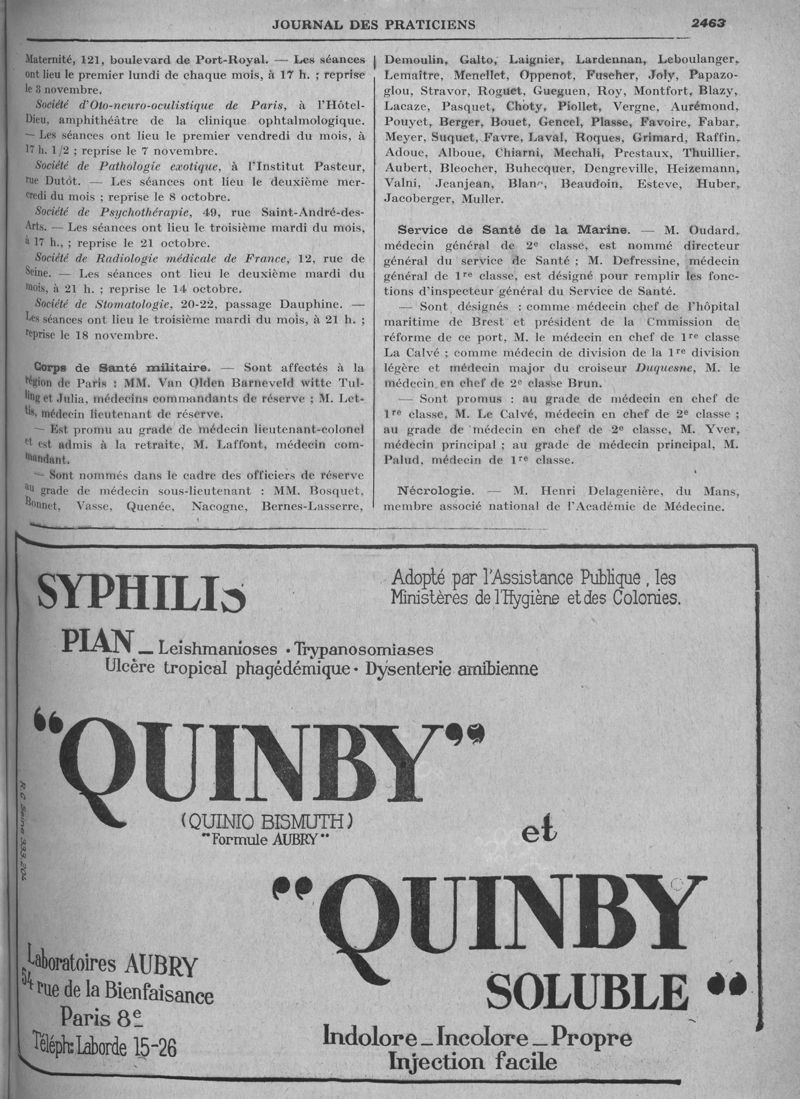 JOURNAL DES PRATICIENS 2463
Maternité, 121, boulevard de Port-Royal. — Les séances
ont lieu le premier lundi de chaque mois, à 17 h. ; reprise
le 3 novembre.
Société d'Oto-neuro-oculistique de Paris, à l'Hôtel-
Dieu, amphithéâtre de la clinique ophtalmologique.
— Les séances ont lieu le premier vendredi du mois, à
17 h. 1/2 ; reprise le 7 novembre.
Société de Pathologie exotique, à l'Institut Pasteur,
rue Dutôt. — Les séances ont lieu le deuxième mer-
credi du mois ; reprise le 8 octobre.
Société de Psychothérapie, 49, rue Saint-André-des-
Arts. — Les séances ont lieu le troisième mardi du mois,
à 17 h., ; reprise le 21 octobre.
Société de Radiologie médicale de France, 12, rue de
Seine. — Les séances ont lieu le deuxième mardi du
mois, à 21 h. ; reprise le 14 octobre.
Société de Stomatologie, 20-22, passage Dauphine. —
Les séances ont lieu le troisième mardi du mois, à 21 h. ;
reprise le 18 novembre.
Corps de Santé militaire. — Sont affectés à la
région de Paris : MM. Van Olden Barneveld witte Tul-
ling et Julia, médecins commandants de réserve ; M. Let-
tis, médecin lieutenant de réserve.
— Est promu au grade de médecin lieutenant-colonel
et est admis à la retraite, M. Laffont, médecin com-
mandant.
— Sont nommés dans le cadre des officiers de réserve
au grade de médecin sous-lieutenant : MM. Bosquet,
Bonnet, Vasse, Quenée, Nacogne, Bernes-Lasserre,
Demoulin, Galto, Laignier, Lardennan, Leboulanger,
Lemaître, Menellet, Oppenot, Fuseher, Joly, Papazo-
glou, Stravor, Roguet, Gueguen, Roy, Montfort, Blazy,
Lacaze, Pasquet, Choty, Piollet, Vergne, Aurémond,
Pouyet, Berger, Bouet, Gencel, Plasse, Favoire, Fabar,
Meyer, Suquet, Favre, Laval, Roques, Grimard, Raffin,
Adoue, Alboue, Chiarni, Mechali, Prestaux, Thuillier,
Aubert, Bleocher, Buhecquer, Dengreville, Heizemann,
Valni, Jeanjean, Beaudoin, Esteve, Huber,
Jacoberger, Muller.
Service de Santé de la Marine. — M. Oudard,
médecin général de 2e classe, est nommé directeur
général du service de Santé ; M. Defressine, médecin
général de 1re classe, est désigné pour remplir les fonc-
tions d'inspecteur général du Service de Santé.
— Sont désignés : comme médecin chef de l'hôpital
maritime de Brest et président de la Cmmission de
réforme de ce port, M. le médecin en chef de 1re classe
La Calvé ; comme médecin de division de la 1re division
légère et médecin major du croiseur Duquesne, M. le
médecin en chef de 2e classe Brun.
— Sont promus : au grade de médecin en chef de
1re classe, M. Le Calvé, médecin en chef de 2e classe ;
au grade de médecin en chef de 2e classe, M. Yver,
médecin principal ; au grade de médecin principal, M.
Palud, médecin de 1re classe.
Nécrologie. — M. Henri Delagenière, du Mans,
membre associé national de l'Académie de Médecine.
SYPHILIS
Adopté par l'Assistance Publique, les
Ministères de l'Hygiène et des Colonies.
PIAN — Leishmanioses • Trypanosomiases
Ulcère tropical phagédémique • Dysenterie amibienne
"QUINBY"
(QUINIO BISMUTH)
"Formule AUBRY"
et
"QUINBY
SOLUBLE"
R.C. Seine 393.204
Laboratoires AUBRY
54 rue de la Bienfaisance
Paris 8e
Téléph: Laborde 15-26
Indolore — Incolore — Propre
Injection facile